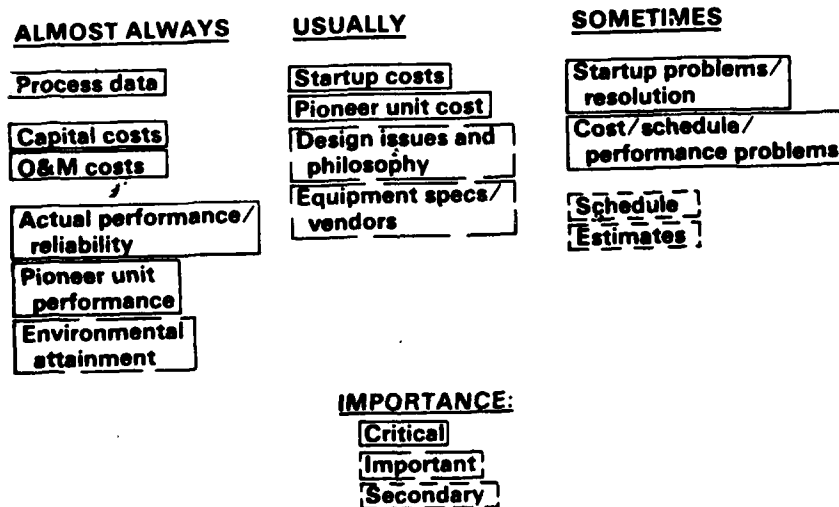 ALMOST ALWAYS
Process data
Capital costs
O&M costs
Actual performance/
reliability
Pioneer unit
performance
Environmental
attainment
USUALLY
Startup costs
Pioneer unit cost
Design issues and
philosophy
Equipment specs/
vendors
SOMETIMES
Startup problems/
resolution
Cost/schedule/
performance problems
Schedule
Estimates
IMPORTANCE:
Critical
Important
Secondary